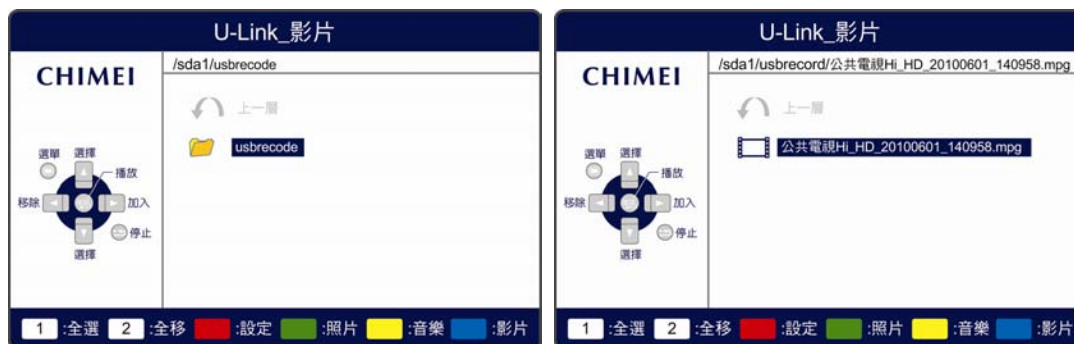 U-Link_影片
CHIMEI
/sda1/usbrecode
上一層
usbrecode
選單 選擇
播放
移除 加入
停止
選擇
1 :全選 2 :全移 :設定 :照片 :音樂 :影片
U-Link_影片
CHIMEI
/sda1/usbrecord/公共電視Hi_HD_20100601_140958.mpg
上一層
公共電視Hi_HD_20100601_140958.mpg
選單 選擇
播放
移除 加入
停止
選擇
1 :全選 2 :全移 :設定 :照片 :音樂 :影片